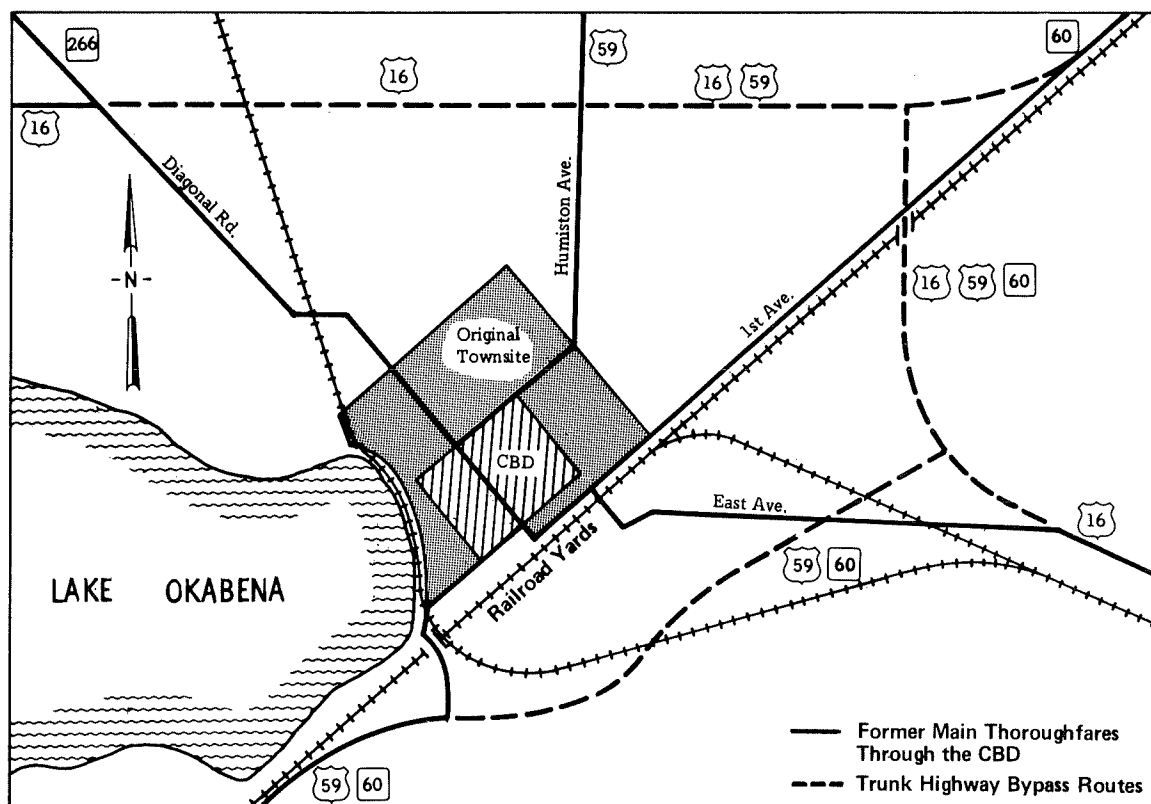 266
59
60
16
16 59
16
Diagonal Rd.
Humiston Ave.
-N-
16 59 60
1st Ave.
Original
Townsite
CBD
East Ave.
16
Railroad Yards
59 60
LAKE OKABENA
Former Main Thoroughfares
Through the CBD
59 60
Trunk Highway Bypass Routes